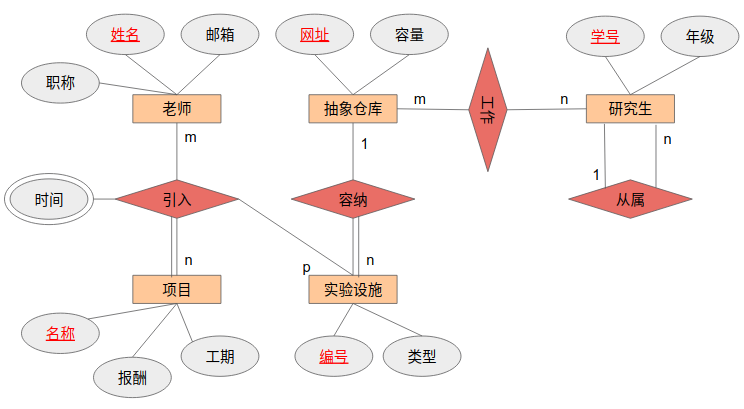 姓名
邮箱
网址
容量
学号
年级
职称
老师
抽象仓库
m
工作
n
研究生
m
1
n
1
时间
引入
容纳
从属
n
p
n
项目
实验设施
名称
报酬
工期
编号
类型